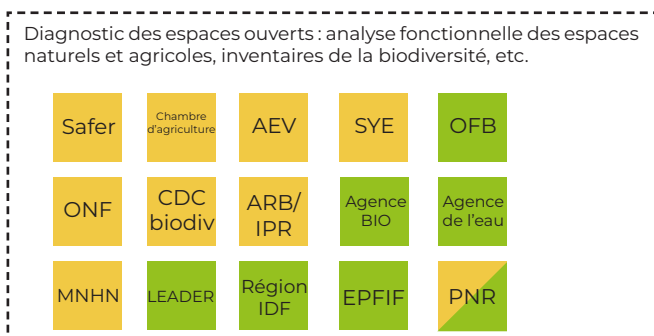 Diagnostic des espaces ouverts : analyse fonctionnelle des espaces
naturels et agricoles, inventaires de la biodiversité, etc.
Safer
Chambre
d'agriculture
AEV
SYE
OFB
ONF
CDC
biodiv
ARB/
IPR
Agence
BIO
Agence
de l'eau
MNHN
LEADER
Région
IDF
EPFIF
PNR